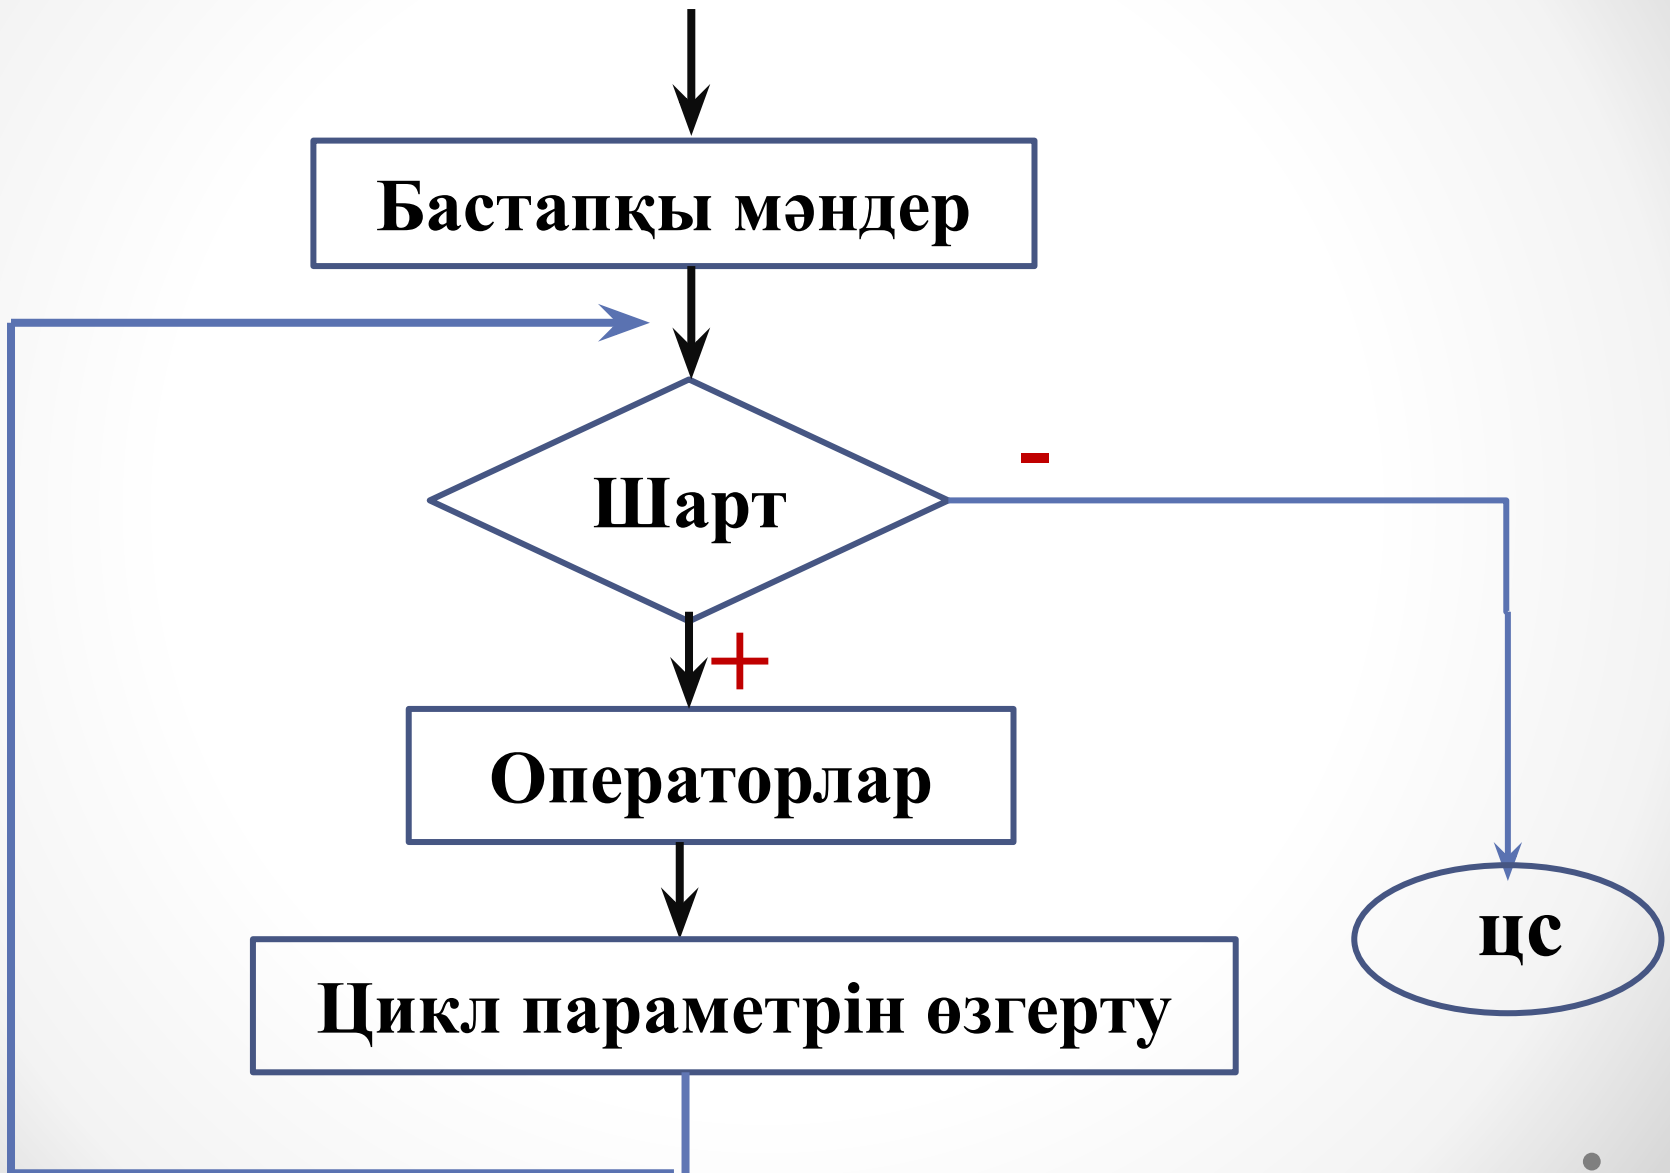 Бастапқы мәндер
Шарт
-
+
Операторлар
цс
Цикл параметрін өзгерту